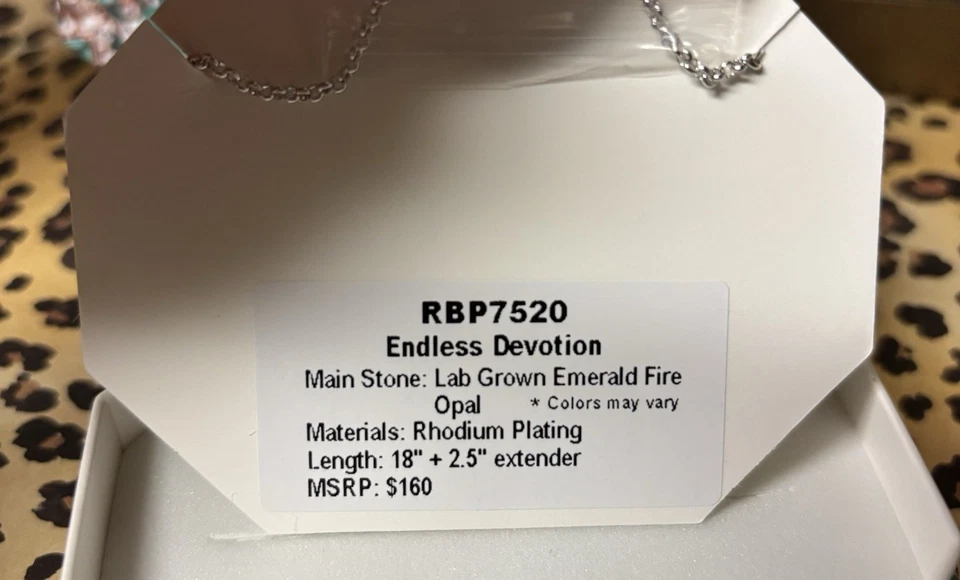 RBP7520
Endless Devotion
Main Stone: Lab Grown Emerald Fire
Opal * Colors may vary
Materials: Rhodium Plating
Length: 18" + 2.5" extender
MSRP: $160